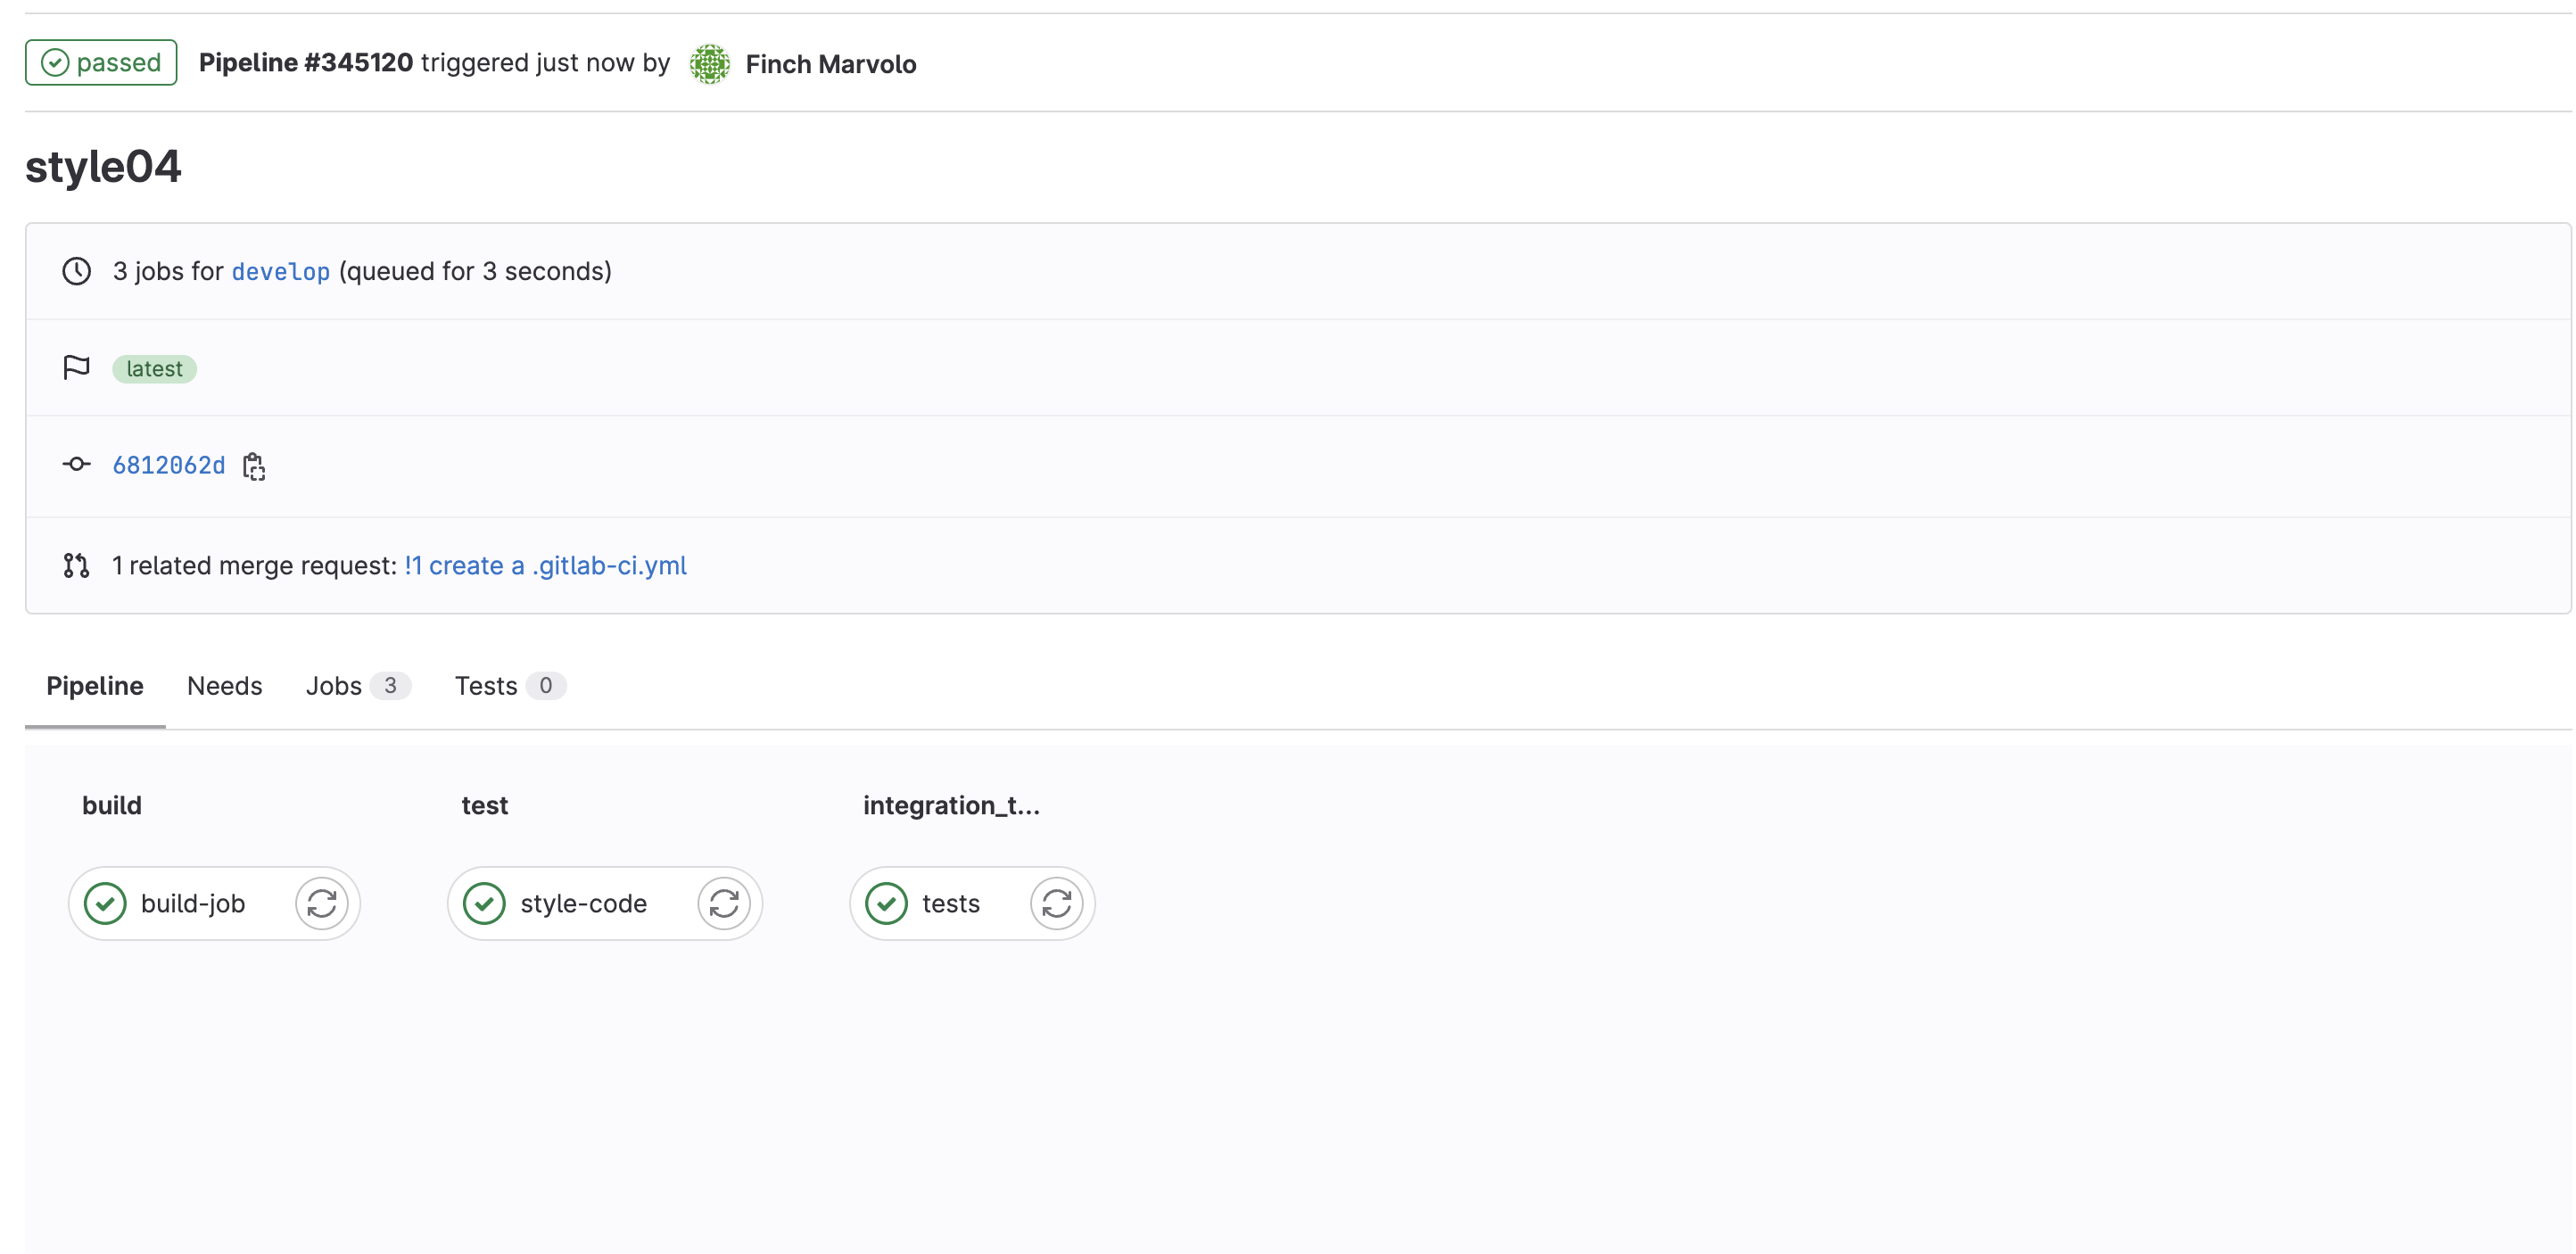 passed Pipeline #345120 triggered just now by Finch Marvolo
style04
3 jobs for develop (queued for 3 seconds)
latest
6812062d
1 related merge request: !1 create a .gitlab-ci.yml
Pipeline Needs Jobs 3 Tests 0
build test integration_t...
build-job style-code tests